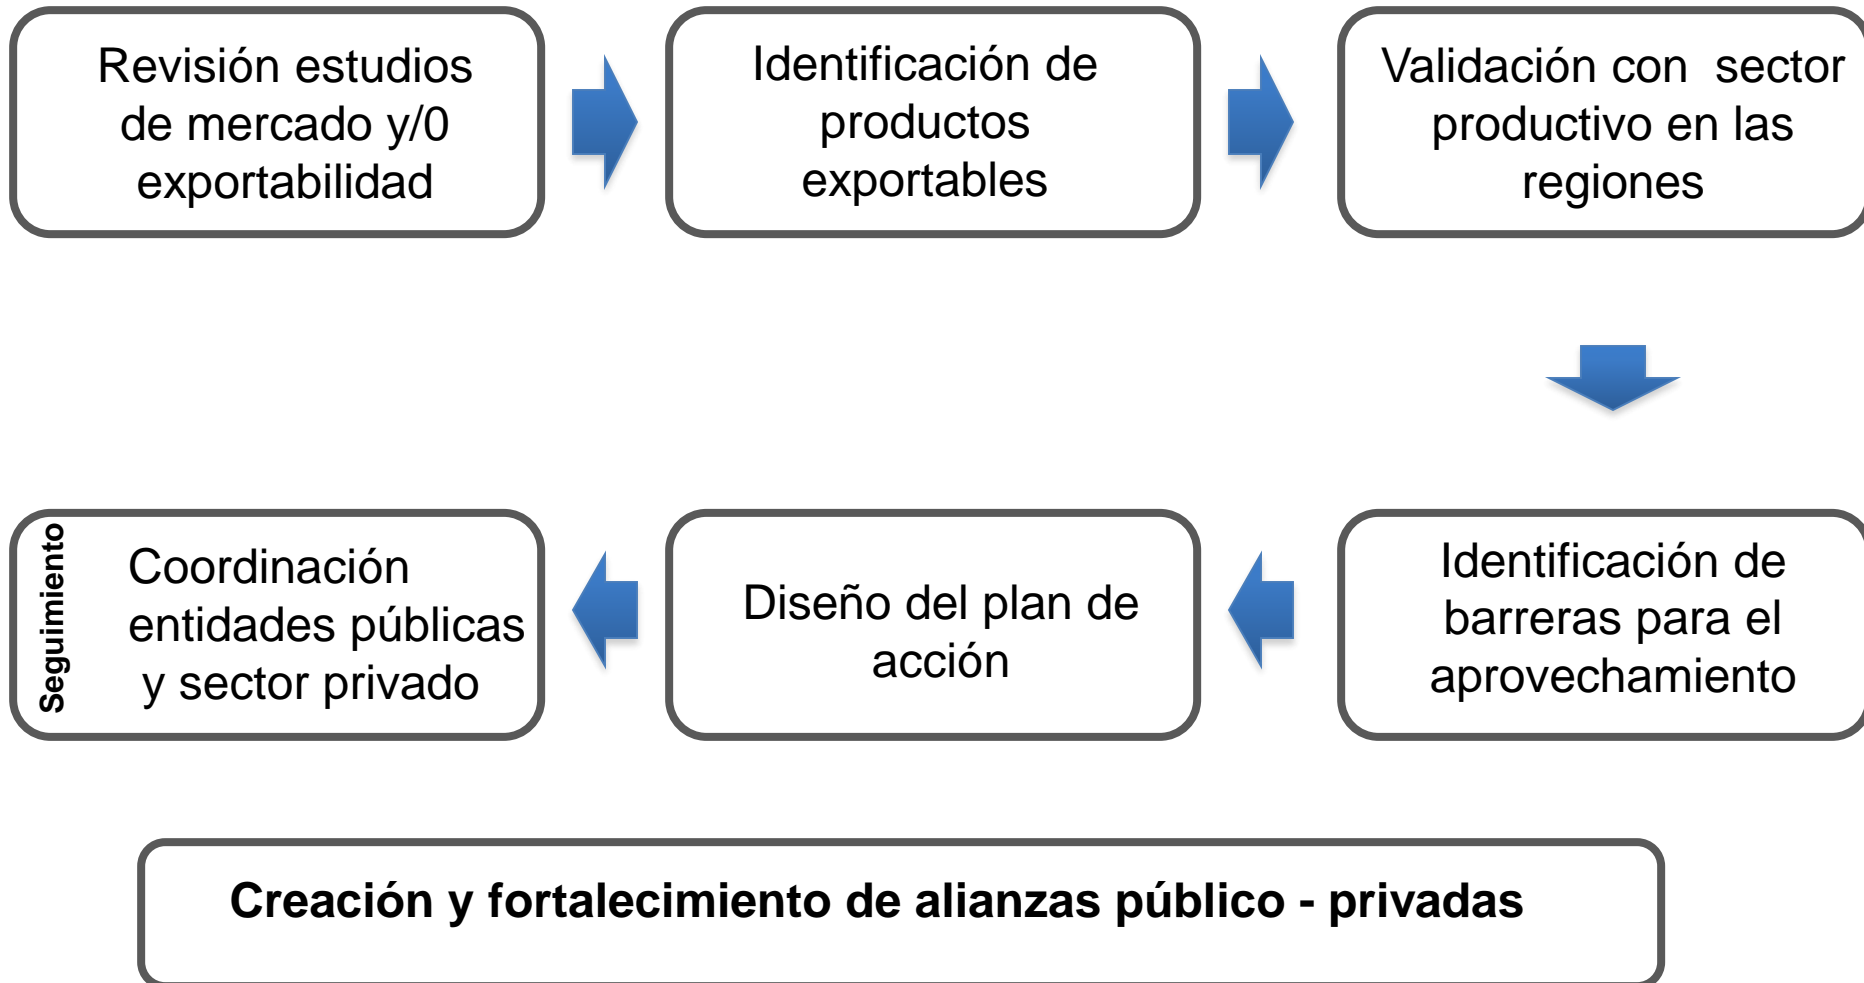 Revisión estudios
de mercado y/0
exportabilidad
Identificación de
productos
exportables
Validación con sector
productivo en las
regiones
Identificación de
barreras para el
aprovechamiento
Diseño del plan de
acción
Seguimiento
Coordinación
entidades públicas
y sector privado
Creación y fortalecimiento de alianzas público - privadas